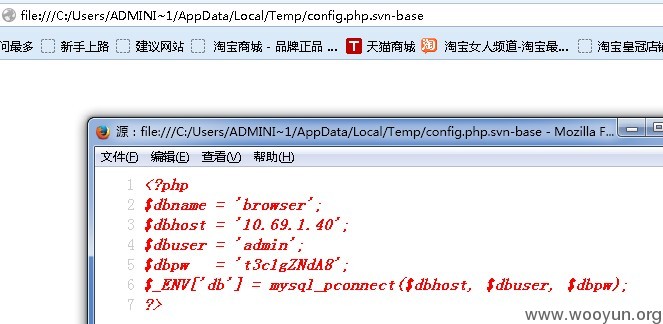 file:///C:/Users/ADMINI~1/AppData/Local/Temp/config.php.svn-base
问最多 新手上路 建议网站 淘宝商城 - 品牌正品 ... T 天猫商城 淘 淘宝女人频道-淘宝最... 淘宝皇冠店铺
源：file:///C:/Users/ADMINI~1/AppData/Local/Temp/config.php.svn-base - Mozilla F...
文件(F) 编辑(E) 查看(V) 帮助(H)
1 <?php
2 $dbname = 'browser';
3 $dbhost = '10.69.1.40';
4 $dbuser = 'admin';
5 $dbpw = 't3c1gZNdA8';
6 $_ENV['db'] = mysql_pconnect($dbhost, $dbuser, $dbpw);
7 ?>
www.wooyun.org